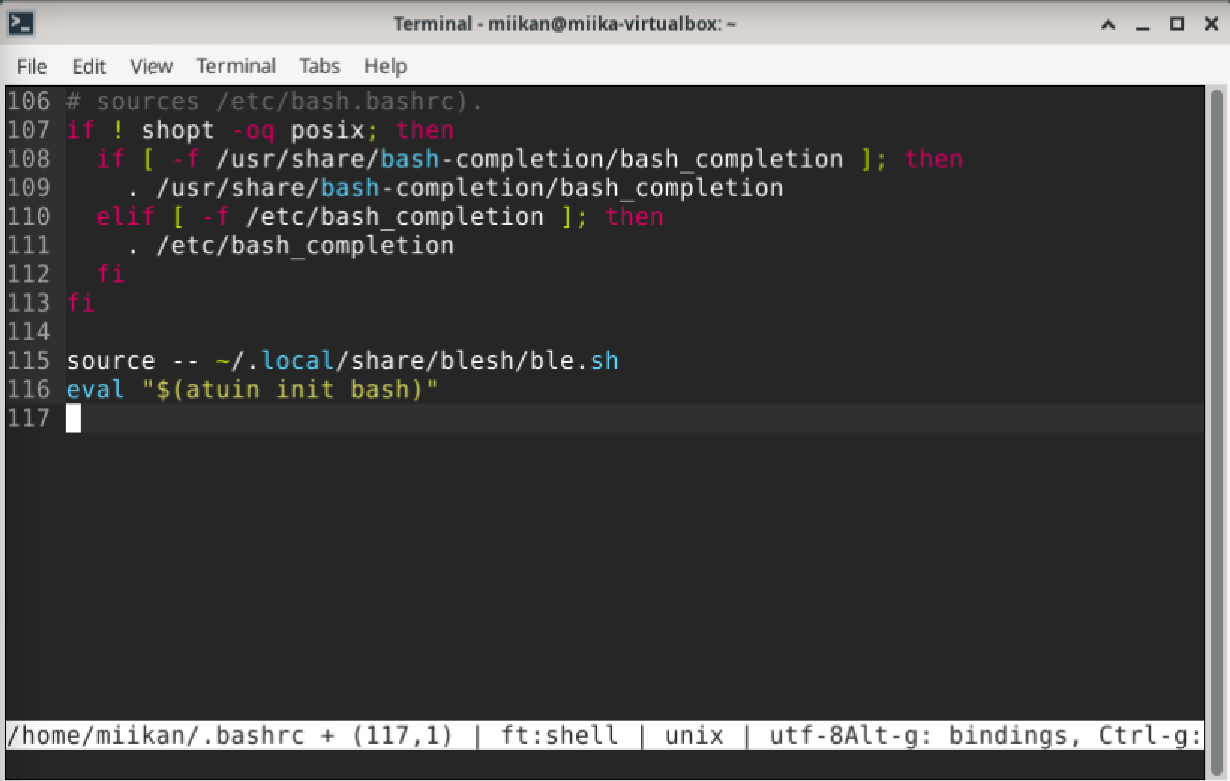 Terminal - miikan@miika-virtualbox: ~
File Edit View Terminal Tabs Help
106 # sources /etc/bash.bashrc).
107 if ! shopt -oq posix; then
108   if [ -f /usr/share/bash-completion/bash_completion ]; then
109     . /usr/share/bash-completion/bash_completion
110   elif [ -f /etc/bash_completion ]; then
111     . /etc/bash_completion
112   fi
113 fi
114
115 source -- ~/.local/share/blesh/ble.sh
116 eval "$(atuin init bash)"
117
/home/miikan/.bashrc + (117,1) | ft:shell | unix | utf-8Alt-g: bindings, Ctrl-g: